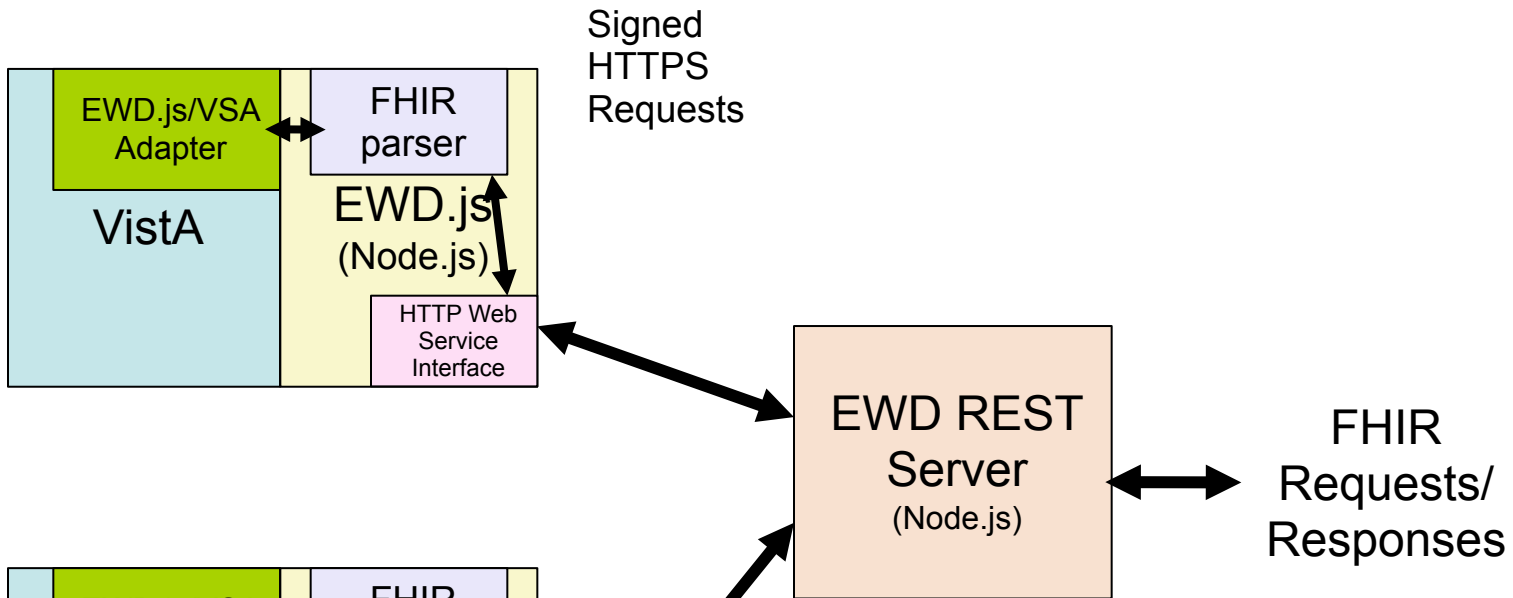 Signed
HTTPS
Requests
EWD.js/VSA
Adapter
FHIR
parser
VistA
EWD.js
(Node.js)
HTTP Web
Service
Interface
EWD REST
Server
(Node.js)
FHIR
Requests/
Responses
FHIR